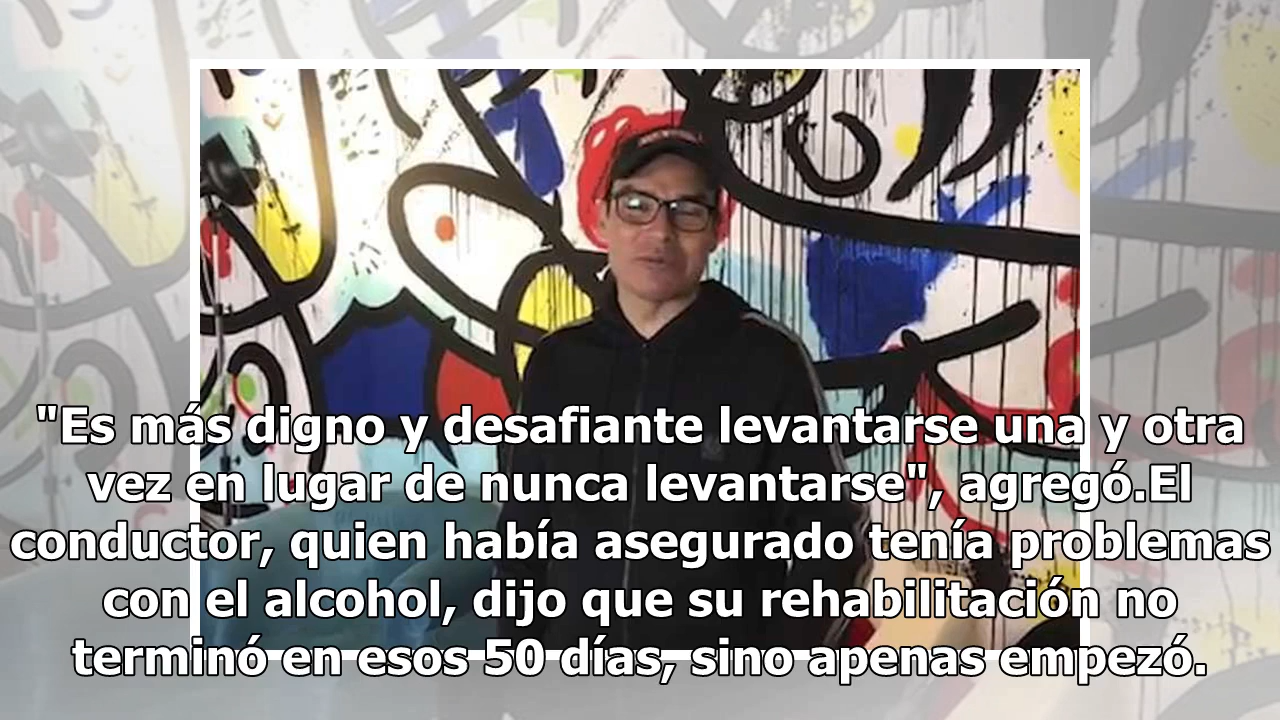 "Es más digno y desafiante levantarse una y otra
vez en lugar de nunca levantarse", agregó.El
conductor, quien había asegurado tenía problemas
con el alcohol, dijo que su rehabilitación no
terminó en esos 50 días, sino apenas empezó.